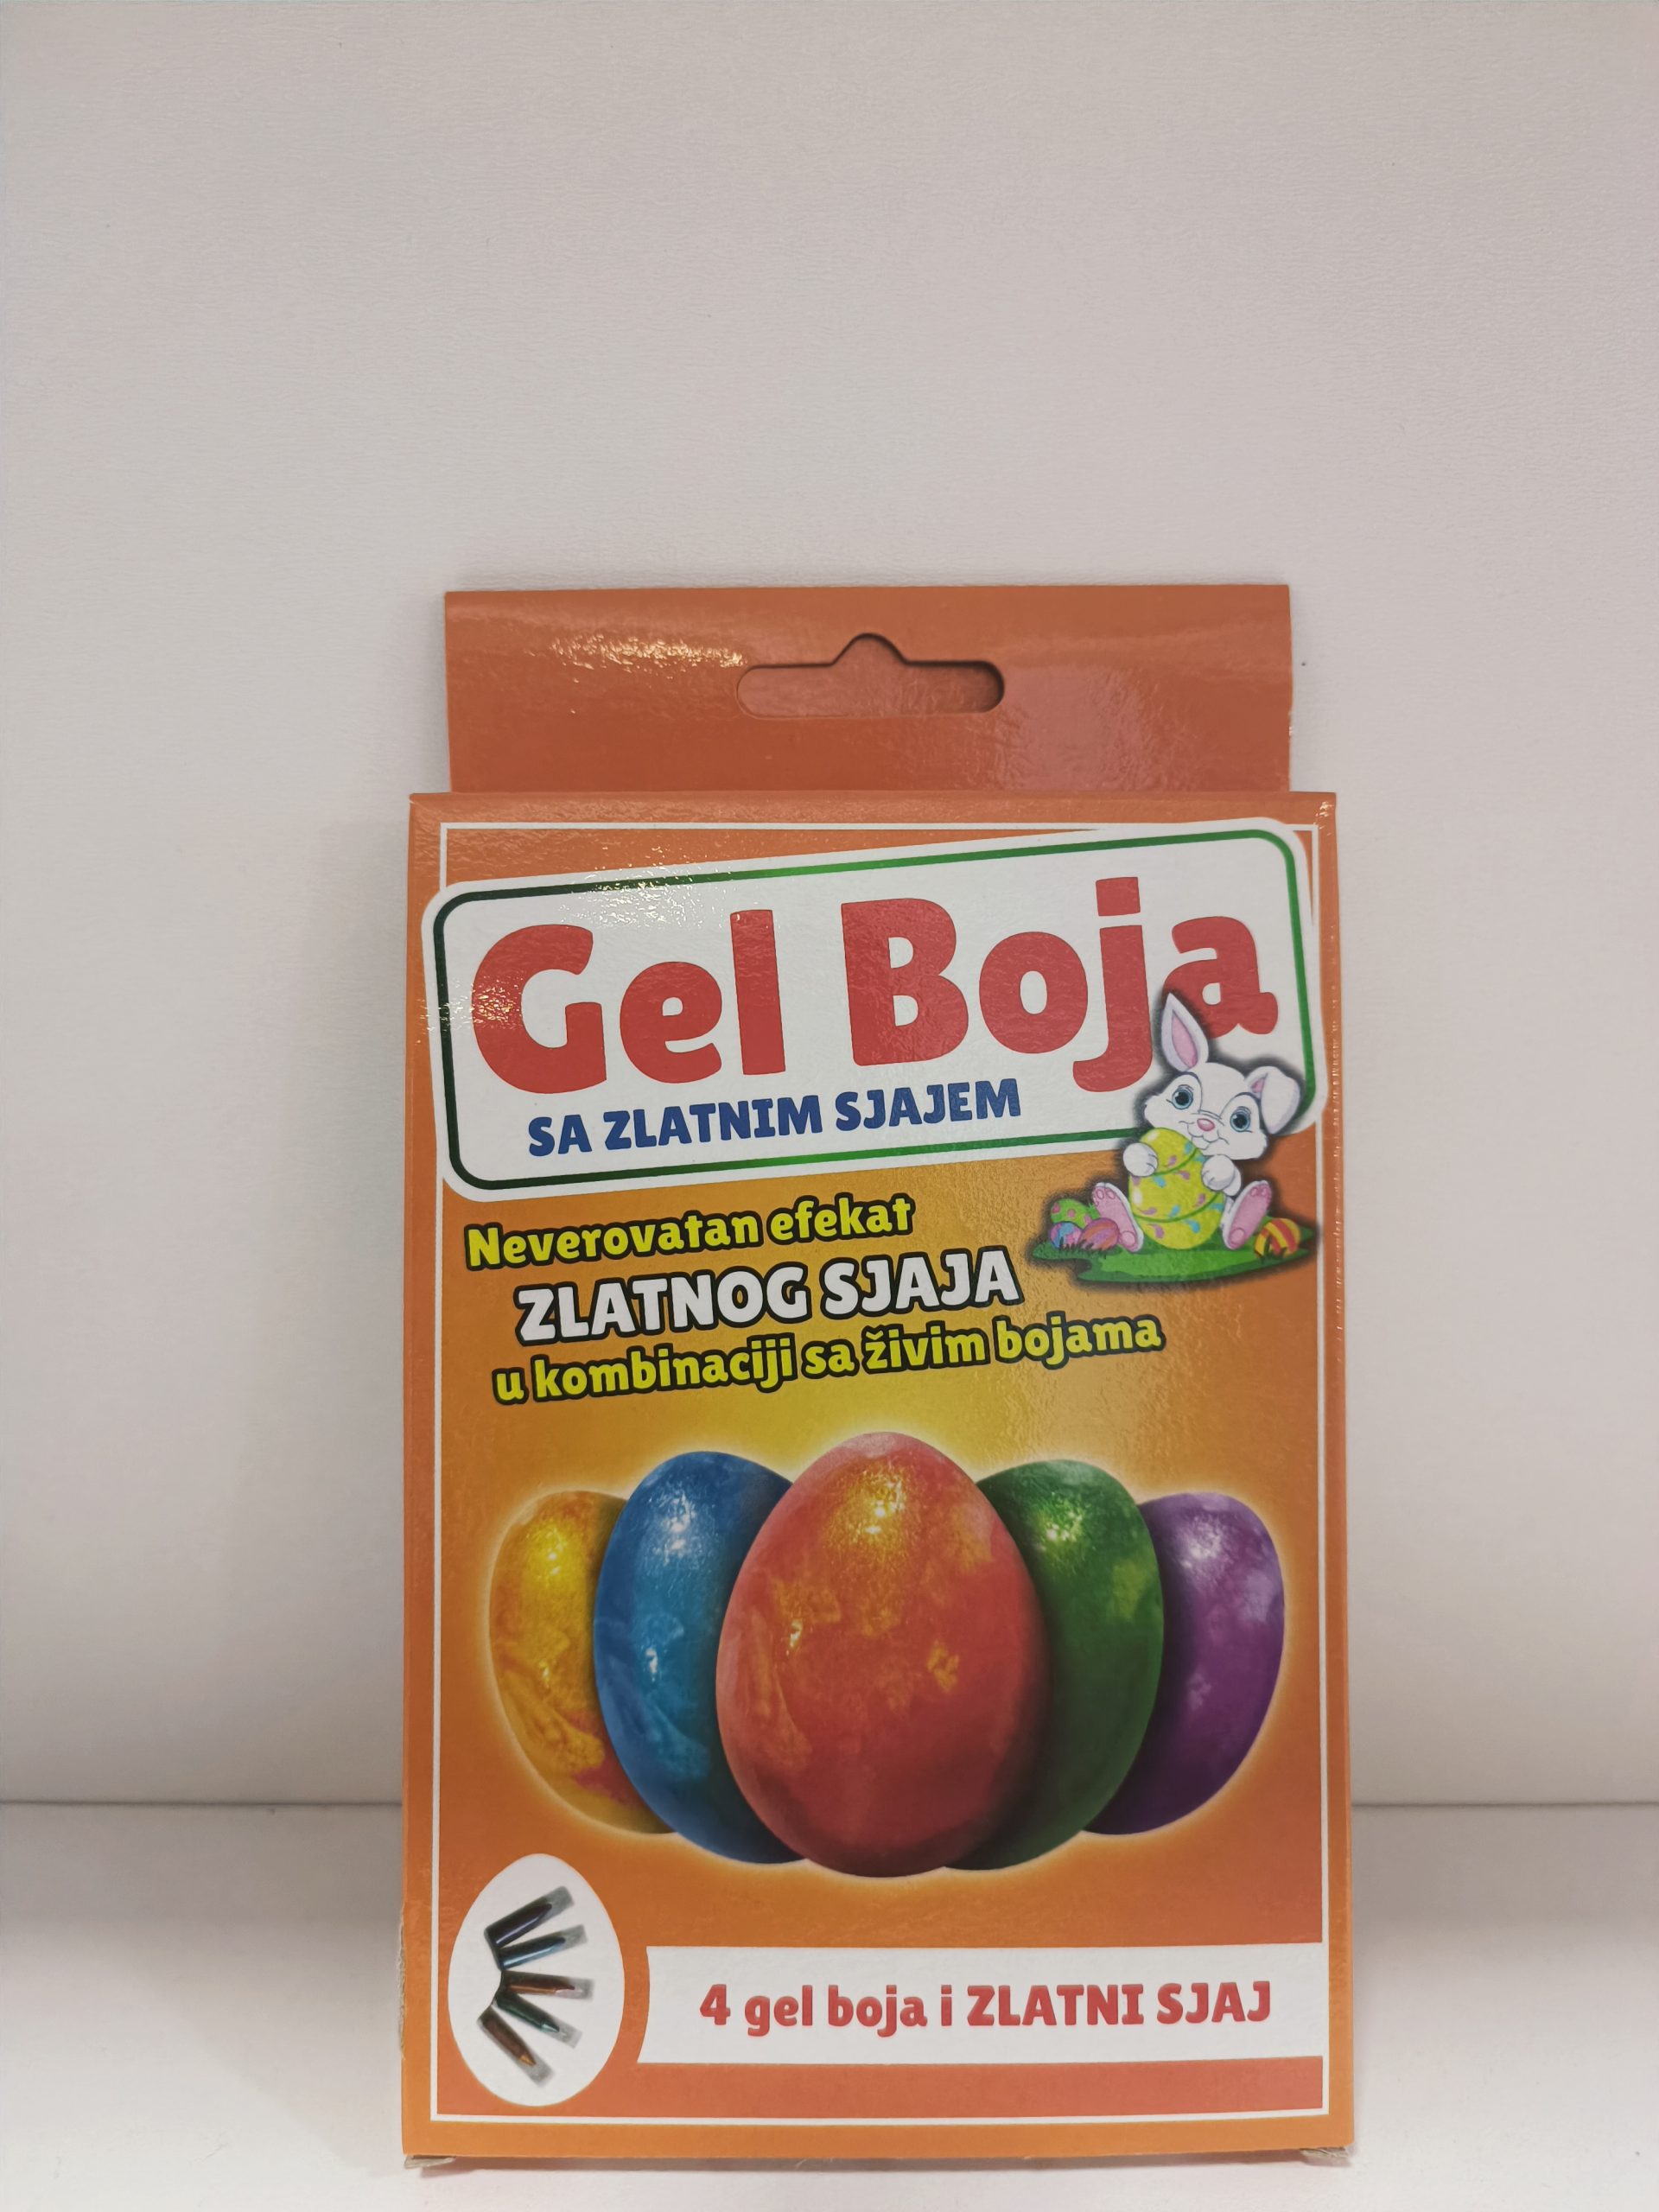 Gel Boja
SA ZLATNIM SJAJEM
Neverovatan efekat
ZLATNOG SJAJA
u kombinaciji sa živim bojama
4 gel boja i ZLATNI SJAJ